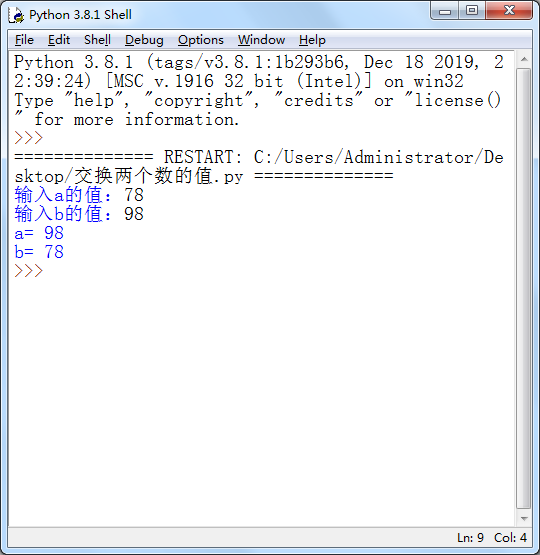 Python 3.8.1 Shell
File Edit Shell Debug Options Window Help
Python 3.8.1 (tags/v3.8.1:1b293b6, Dec 18 2019, 2
2:39:24) [MSC v.1916 32 bit (Intel)] on win32
Type "help", "copyright", "credits" or "license()
" for more information.
>>>
============== RESTART: C:/Users/Administrator/De
sktop/交换两个数的值.py ==============
输入a的值：78
输入b的值：98
a= 98
b= 78
>>>
Ln: 9 Col: 4